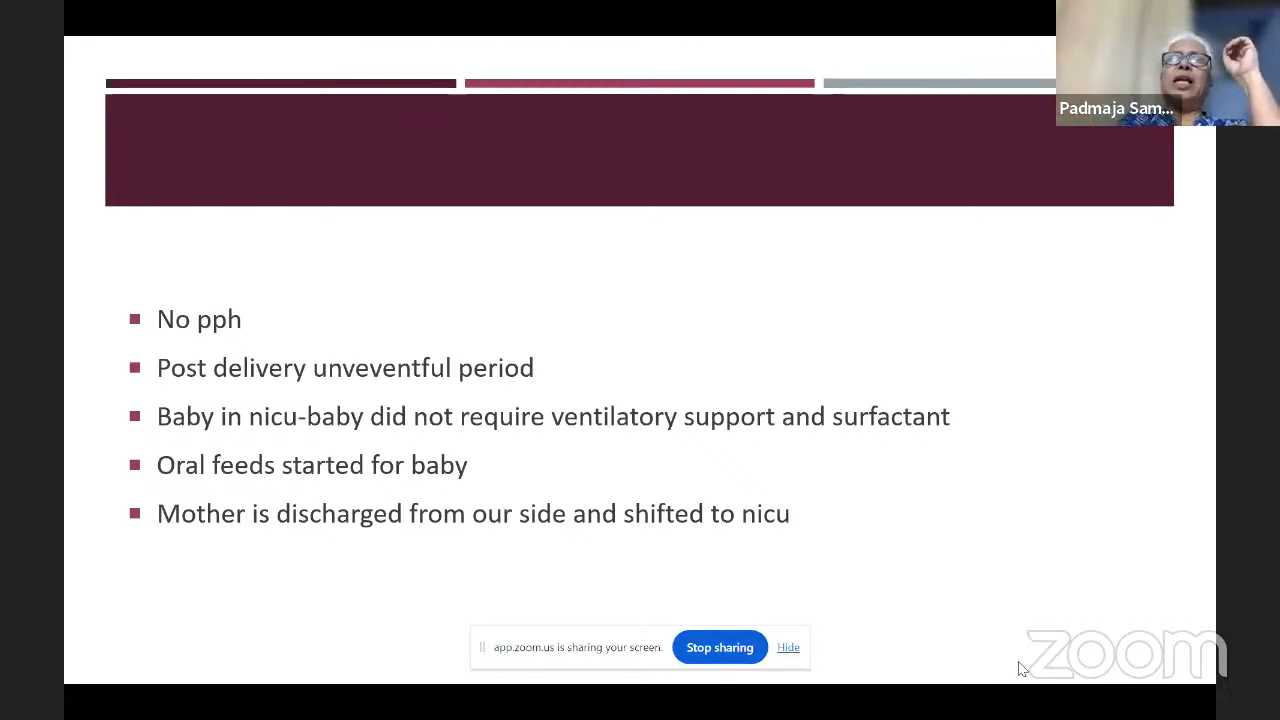 Padmaja Sam...
No pph
Post delivery unveventful period
Baby in nicu-baby did not require ventilatory support and surfactant
Oral feeds started for baby
Mother is discharged from our side and shifted to nicu
app.zoom.us is sharing your screen. Stop sharing Hide
zoom